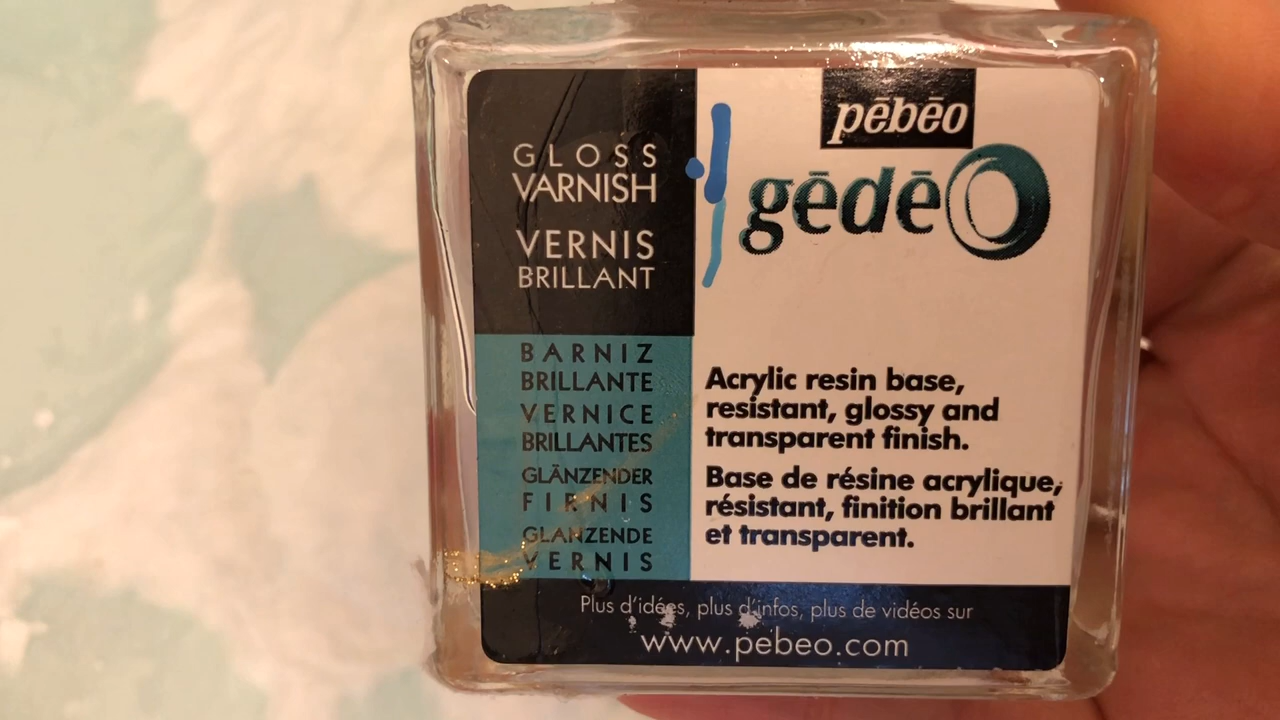 GLOSS
VARNISH
VERNIS
BRILLANT
BARNIZ
BRILLANTE
VERNICE
BRILLANTES
GLÄNZENDER
FIRNIS
GLANZENDE
VERNIS
pēbēo
gēdēO
Acrylic resin base,
resistant, glossy and
transparent finish.
Base de résine acrylique,
résistant, finition brillant
et transparent.
Plus d'idées, plus d'infos, plus de vidéos sur
www.pebeo.com